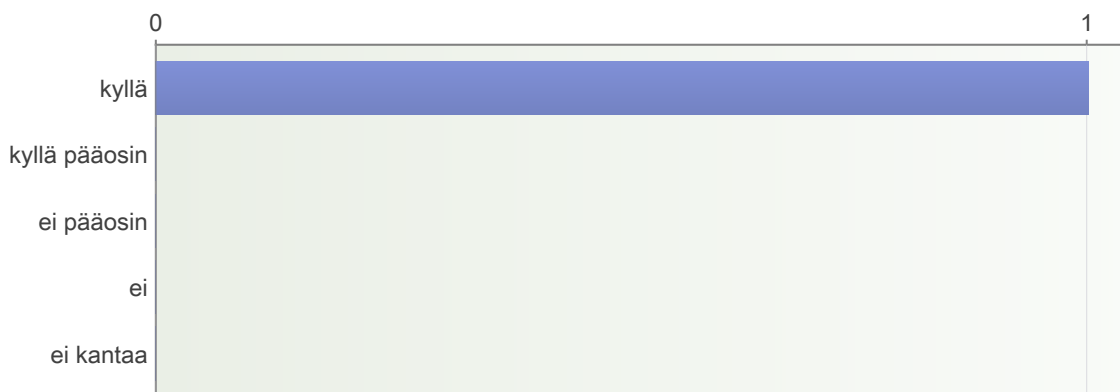 0 1
kyllä
kyllä pääosin
ei pääosin
ei
ei kantaa